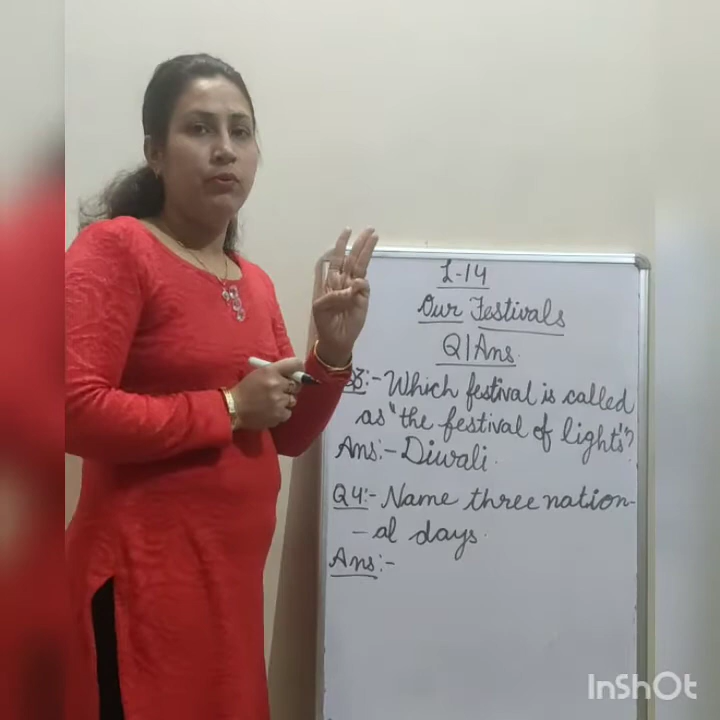 L-14
Our Festivals
Q/Ans.
Q3:- Which festival is called
as "the festival of lights"?
Ans:- Diwali.
Q4:- Name three nation-
-al days.
Ans:-
InShOt